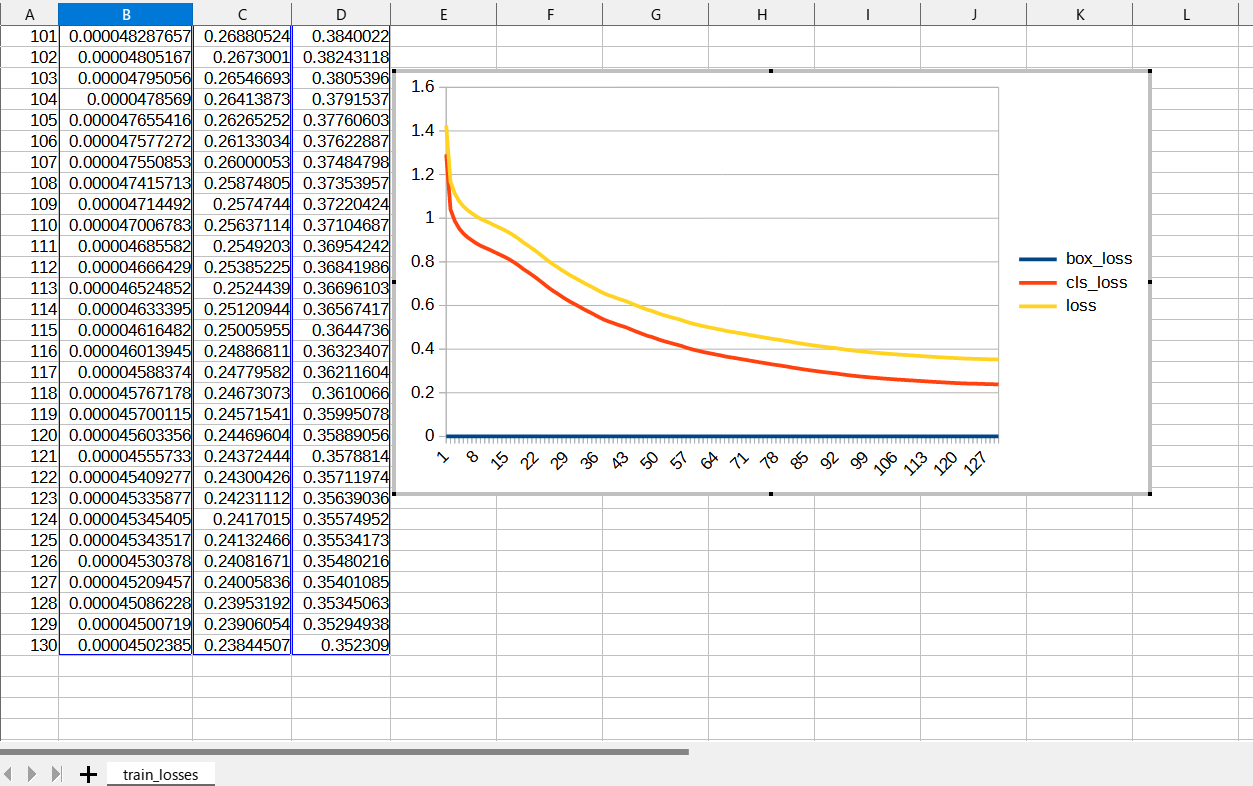 A B C D E F G H I J K L
101 0.000048287657 0.26880524 0.3840022
102 0.00004805167 0.2673001 0.38243118
103 0.00004795056 0.26546693 0.3805396
104 0.0000478569 0.26413873 0.3791537
105 0.000047655416 0.26265252 0.37760603
106 0.000047577272 0.26133034 0.37622887
107 0.000047550853 0.26000053 0.37484798
108 0.000047415713 0.25874805 0.37353957
109 0.00004714492 0.2574744 0.37220424
110 0.000047006783 0.25637114 0.37104687
111 0.00004685582 0.2549203 0.36954242
112 0.00004666429 0.25385225 0.36841986
113 0.000046524852 0.2524439 0.36696103
114 0.00004633395 0.25120944 0.36567417
115 0.00004616482 0.25005955 0.3644736
116 0.000046013945 0.24886811 0.36323407
117 0.00004588374 0.24779582 0.36211604
118 0.000045767178 0.24673073 0.3610066
119 0.000045700115 0.24571541 0.35995078
120 0.000045603356 0.24469604 0.35889056
121 0.00004555733 0.24372444 0.3578814
122 0.000045409277 0.24300426 0.35711974
123 0.000045335877 0.24231112 0.35639036
124 0.000045345405 0.2417015 0.35574952
125 0.000045343517 0.24132466 0.35534173
126 0.00004530378 0.24081671 0.35480216
127 0.000045209457 0.24005836 0.35401085
128 0.000045086228 0.23953192 0.35345063
129 0.00004500719 0.23906054 0.35294938
130 0.00004502385 0.23844507 0.352309
1.6
1.4
1.2
1
0.8
0.6
0.4
0.2
0
1 8 15 22 29 36 43 50 57 64 71 78 85 92 99 106 113 120 127
box_loss
cls_loss
loss
train_losses